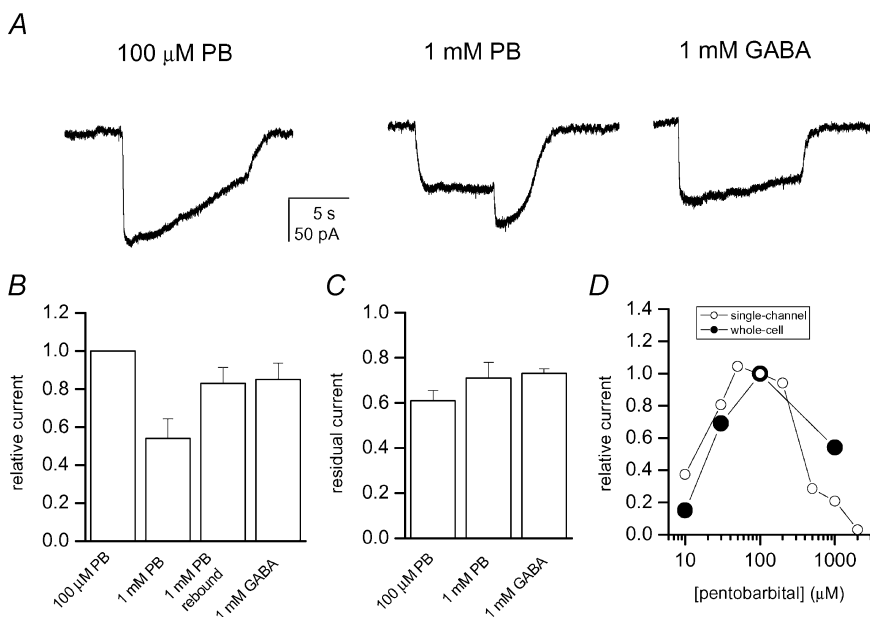 A
100 μM PB
1 mM PB
1 mM GABA
5 s
50 pA
B
1.2
1.0
0.8
0.6
0.4
0.2
0.0
relative current
100 μM PB
1 mM PB
1 mM PB
rebound
1 mM GABA
C
1.0
0.8
0.6
0.4
0.2
0.0
residual current
100 μM PB
1 mM PB
1 mM GABA
D
single-channel
whole-cell
1.4
1.2
1.0
0.8
0.6
0.4
0.2
0.0
relative current
10
100
1000
[pentobarbital] (μM)